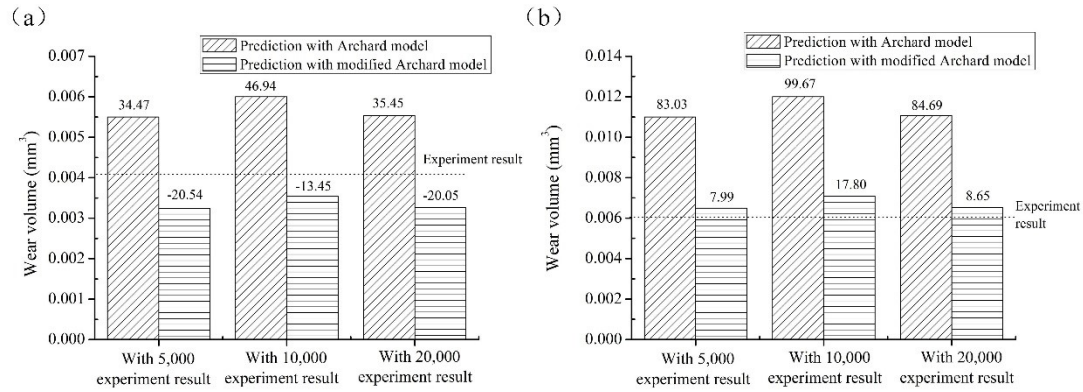 (a)
Prediction with Archard model
Prediction with modified Archard model
0.007
0.006
0.005
0.004
0.003
0.002
0.001
0.000
Wear volume (mm³)
34.47
-20.54
46.94
-13.45
35.45
-20.05
Experiment result
With 5,000
experiment result
With 10,000
experiment result
With 20,000
experiment result
(b)
Prediction with Archard model
Prediction with modified Archard model
0.014
0.012
0.010
0.008
0.006
0.004
0.002
0.000
Wear volume (mm³)
83.03
7.99
99.67
17.80
84.69
8.65
Experiment
result
With 5,000
experiment result
With 10,000
experiment result
With 20,000
experiment result